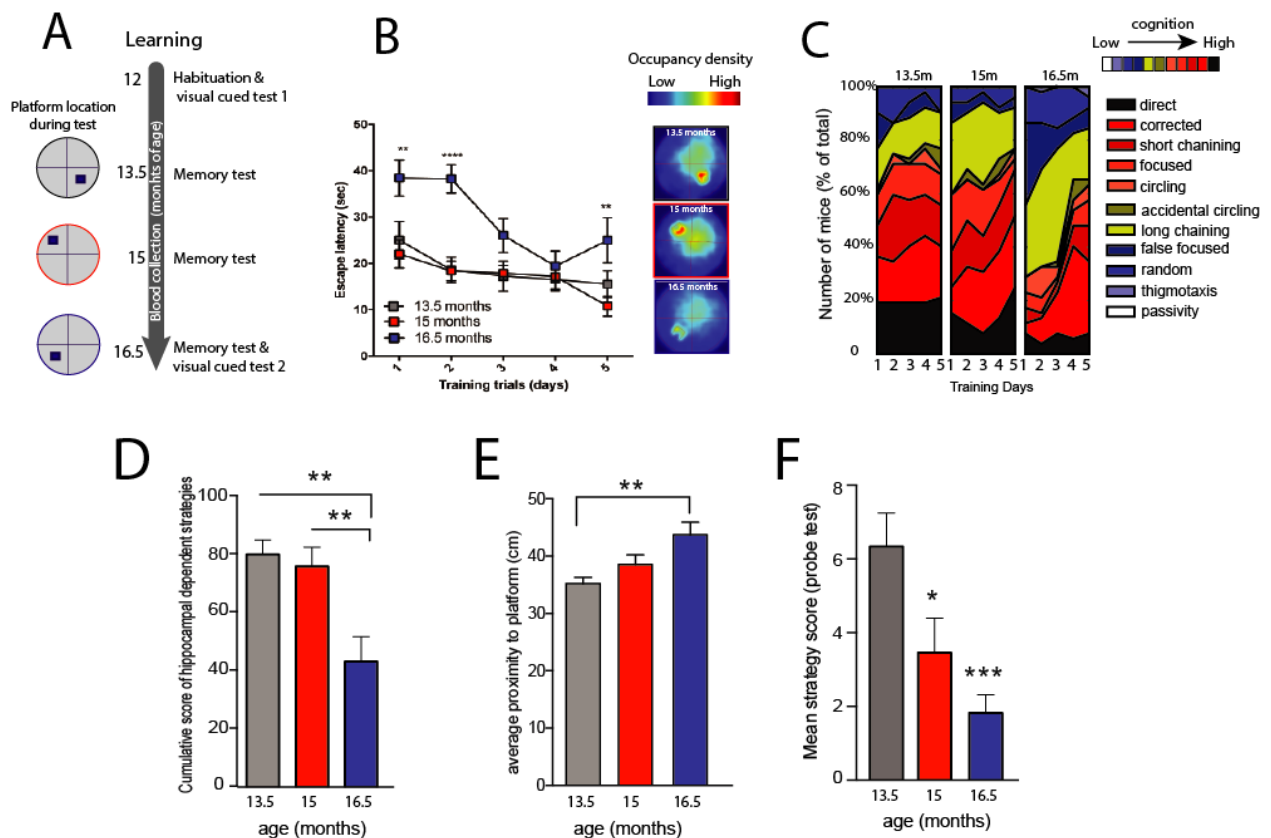 A
Learning
12
Habituation &
visual cued test 1
Platform location
during test
13.5
Memory test
15
Memory test
16.5
Memory test &
visual cued test 2
Blood collection (monhts of age)
B
Occupancy density
Low
High
Escape latency (sec)
50
40
30
20
10
0
**
****
**
13.5 months
15 months
16.5 months
1
2
3
4
5
Training trials (days)
13.5 months
15 months
16.5 months
C
cognition
Low
High
13.5m
15m
16.5m
Number of mice (% of total)
100%
80%
60%
40%
20%
0
1 2 3 4 5
1 2 3 4 5
1 2 3 4 5
Training Days
direct
corrected
short chanining
focused
circling
accidental circling
long chaining
false focused
random
thigmotaxis
passivity
D
Cumulative score of hippocampal dependent strategies
100
80
60
40
20
0
**
**
13.5
15
16.5
age (months)
E
average proximity to platform (cm)
50
40
30
20
10
0
**
13.5
15
16.5
age (months)
F
Mean strategy score (probe test)
8
6
4
2
0
*
***
13.5
15
16.5
age (months)